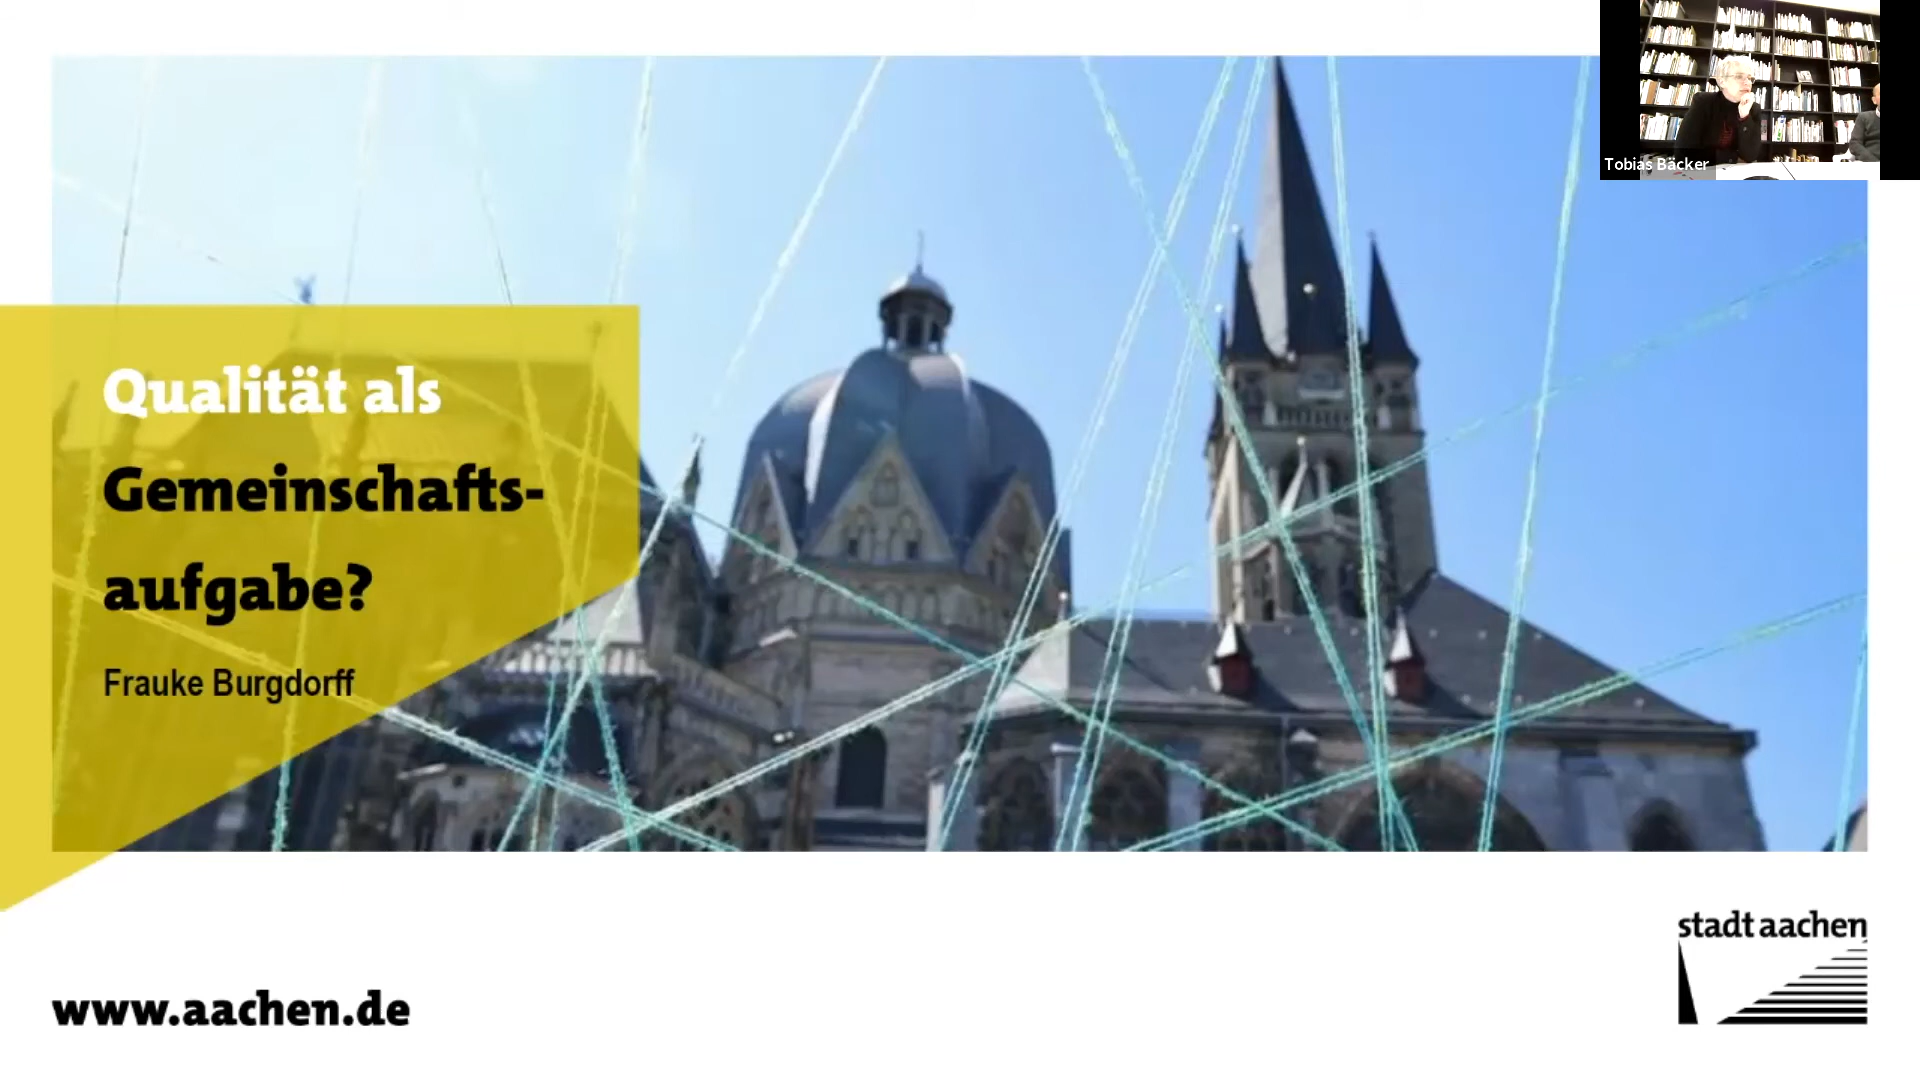 Tobias Bäcker
Qualität als
Gemeinschafts-
aufgabe?
Frauke Burgdorff
stadt aachen
www.aachen.de